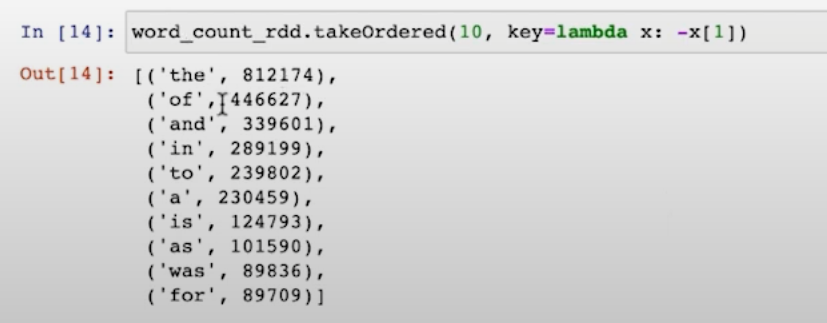 In [14]: word_count_rdd.takeOrdered(10, key=lambda x: -x[1])
Out[14]: [('the', 812174),
('of', 446627),
('and', 339601),
('in', 289199),
('to', 239802),
('a', 230459),
('is', 124793),
('as', 101590),
('was', 89836),
('for', 89709)]